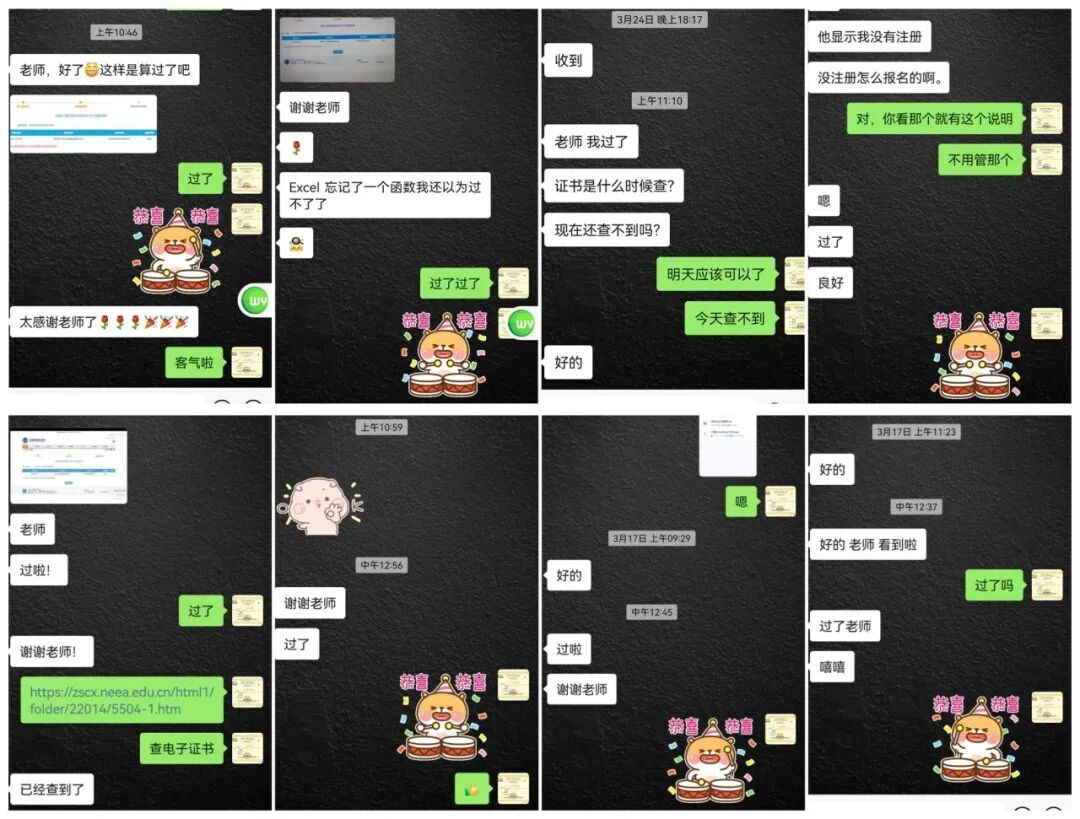 上午10:46
老师，好了😁这样是算过了吧
过了
恭喜 恭喜
WY
太感谢老师了🌹🌹🌹🎉🎉🎉
客气啦
谢谢老师
🌹
Excel 忘记了一个函数我还以为过
不了了
过了过了
恭喜 恭喜
WY
3月24日 晚上18:17
收到
上午11:10
老师 我过了
证书是什么时候查?
现在还查不到吗?
明天应该可以了
今天查不到
好的
他显示我没有注册
没注册怎么报名的啊。
对，你看那个就有这个说明
不用管那个
嗯
过了
良好
恭喜 恭喜
老师
过啦!
过了
谢谢老师!
https://zscx.neea.edu.cn/html1/
folder/22014/5504-1.htm
查电子证书
已经查到了
上午10:59
O K
中午12:56
谢谢老师
过了
恭喜 恭喜
👍
嗯
3月17日 上午09:29
好的
中午12:45
过啦
谢谢老师
恭喜 恭喜
3月17日 上午11:23
好的
中午12:37
好的 老师 看到啦
过了吗
过了老师
嘻嘻
恭喜 恭喜